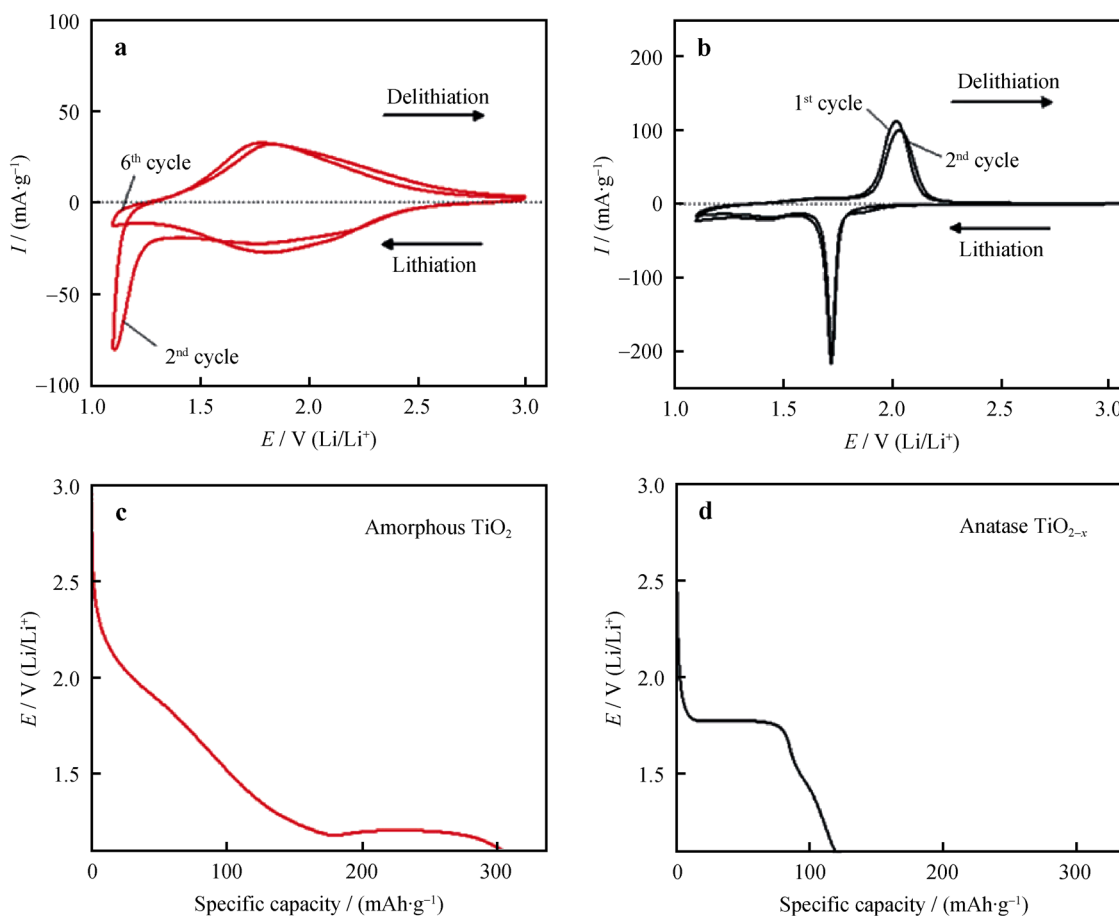 a
100
50
0
−50
−100
I / (mA·g⁻¹)
Delithiation
6ᵗʰ cycle
Lithiation
2ⁿᵈ cycle
1.0 1.5 2.0 2.5 3.0
E / V (Li/Li⁺)
b
200
100
0
−100
−200
I / (mA·g⁻¹)
Delithiation
1ˢᵗ cycle
2ⁿᵈ cycle
Lithiation
1.0 1.5 2.0 2.5 3.0
E / V (Li/Li⁺)
c
Amorphous TiO₂
3.0
2.5
2.0
1.5
E / V (Li/Li⁺)
0 100 200 300
Specific capacity / (mAh·g⁻¹)
d
Anatase TiO₂₋ₓ
3.0
2.5
2.0
1.5
E / V (Li/Li⁺)
0 100 200 300
Specific capacity / (mAh·g⁻¹)